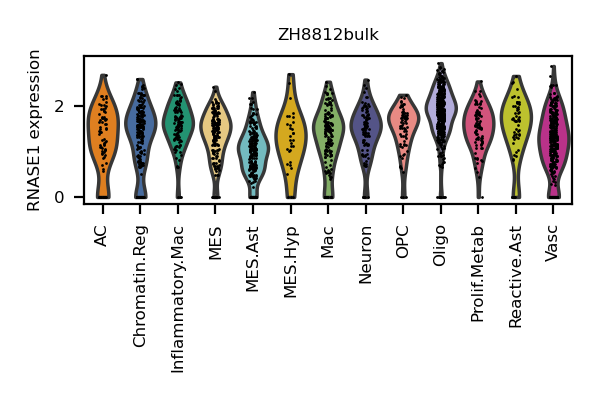 ZH8812bulk
RNASE1 expression
2
0
AC
Chromatin.Reg
Inflammatory.Mac
MES
MES.Ast
MES.Hyp
Mac
Neuron
OPC
Oligo
Prolif.Metab
Reactive.Ast
Vasc